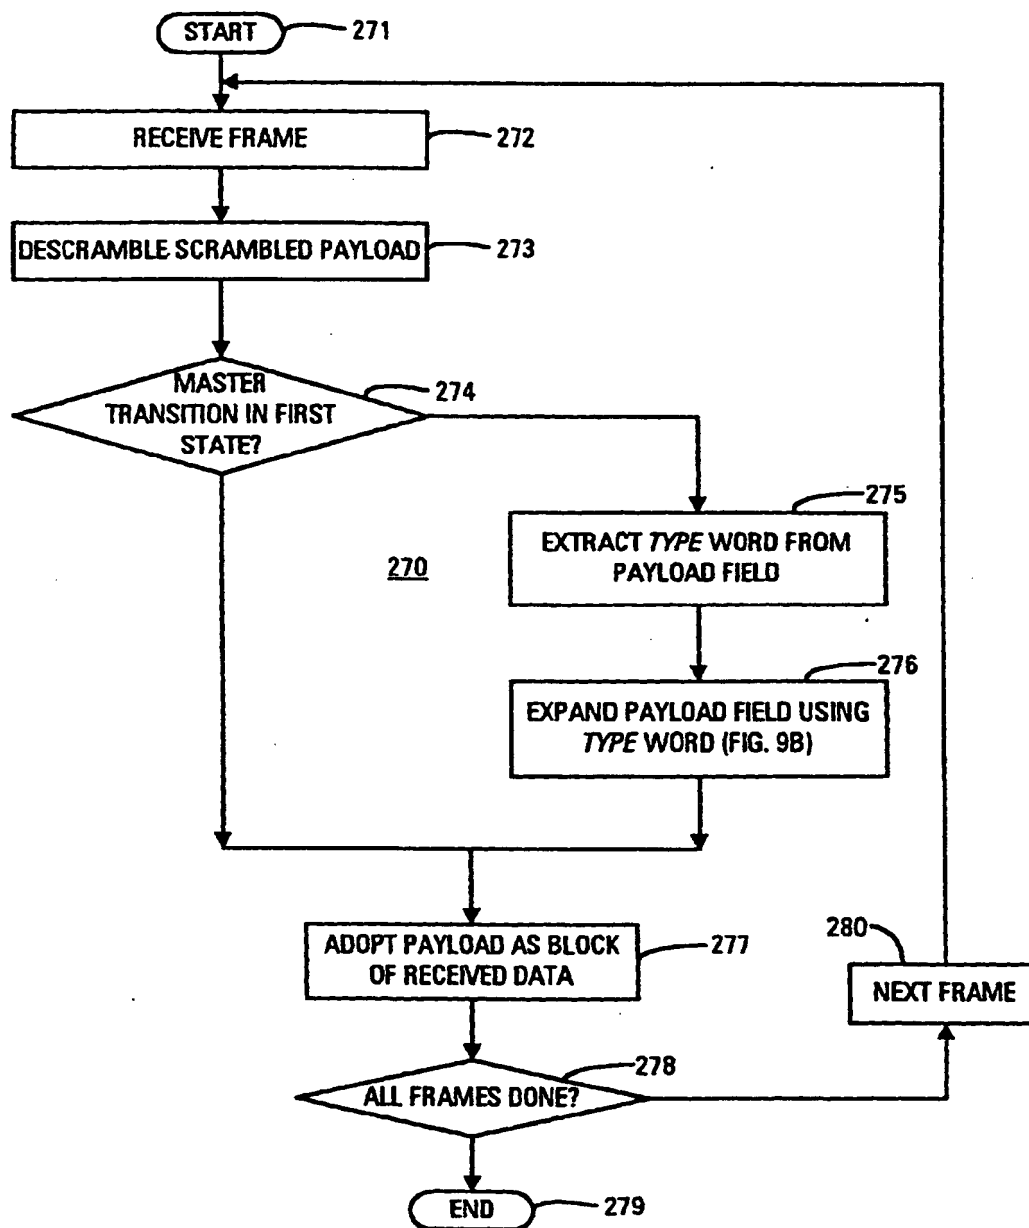 START
271
RECEIVE FRAME
272
DESCRAMBLE SCRAMBLED PAYLOAD
273
MASTER
TRANSITION IN FIRST
STATE?
274
275
EXTRACT TYPE WORD FROM
PAYLOAD FIELD
270
276
EXPAND PAYLOAD FIELD USING
TYPE WORD (FIG. 9B)
ADOPT PAYLOAD AS BLOCK
OF RECEIVED DATA
277
280
NEXT FRAME
ALL FRAMES DONE?
278
END
279